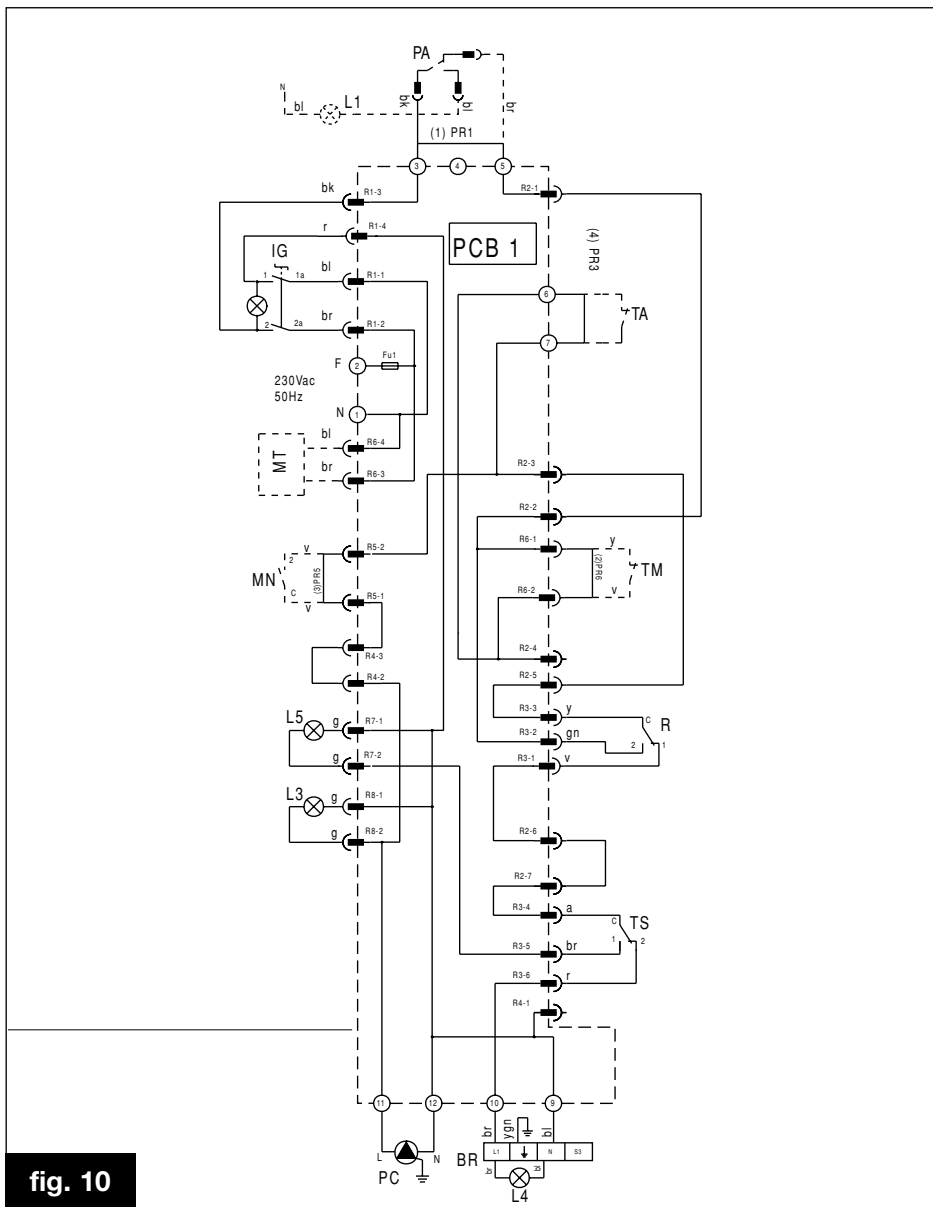 PA
N
bl
L1
bk
bl
br
(1) PR1
3
4
5
bk
R1-3
R2-1
r
R1-4
PCB 1
(4) PR3
IG
1
1a
bl
R1-1
2
2a
br
R1-2
6
TA
F
2
Fu1
7
230Vac
50Hz
N
1
bl
R6-4
MT
br
R6-3
R2-3
R2-2
R6-1
y
v
R5-2
2
MN
(3)PR5
(2)PR6
TM
C
v
R5-1
R6-2
v
R4-3
R2-4
R4-2
R2-5
R3-3
y
C
R
L5
g
R7-1
R3-2
gn
2
1
g
R7-2
R3-1
v
L3
g
R8-1
g
R8-2
R2-6
R2-7
R3-4
a
C
TS
R3-5
br
1
2
R3-6
r
R4-1
11
12
10
9
br
ygn
bl
L
N
BR
L1
N
S3
PC
br
L4
fig. 10